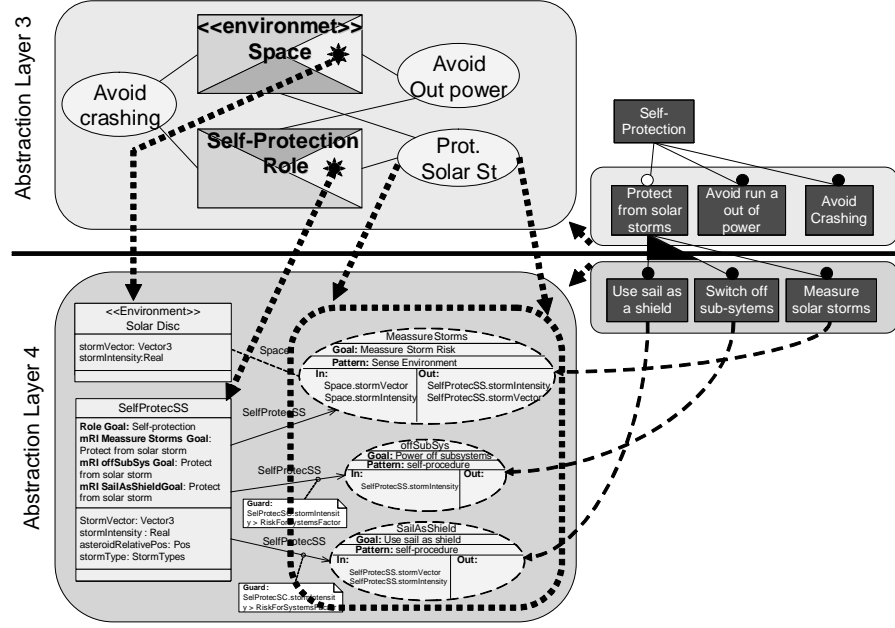 Abstraction Layer 3
<<environmet>>
Space
Avoid
crashing
Avoid
Out power
Self-Protection
Role
Prot.
Solar St
Self-
Protection
Protect
from solar
storms
Avoid run a
out of
power
Avoid
Crashing
Abstraction Layer 4
Use sail as
a shield
Switch off
sub-sytems
Measure
solar storms
<<Environment>>
Solar Disc
stormVector: Vector3
stormIntensity:Real
Space
MeassureStorms
Goal: Meassure Storm Risk
Pattern: Sense Environment
In:
Space.stormVector
Space.stormIntensity
Out:
SelfProtecSS.stormIntensity
SelfProtecSS.stormVector
SelfProtecSS
SelfProtecSS
Role Goal: Self-protection
mRI Meassure Storms Goal:
Protect from solar storm
mRI offSubSys Goal: Protect
from solar storm
mRI SailAsShieldGoal: Protect
from solar storm
StormVector: Vector3
stormIntensity : Real
asteroidRelativePos: Pos
stormType: StormTypes
SelfProtecSS
offSubSys
Goal: Power off subsystems
Pattern: self-procedure
In:
SelfProtecSS.stormIntensity
Out:
Guard:
SelProtecSC.stormIntensit
y > RiskForSystemsFactor
SelfProtecSS
SailAsShield
Goal: Use sail as shield
Pattern: self-procedure
In:
SelfProtecSS.stormVector
SelfProtecSS.stormIntensity
Out:
Guard:
SelProtecSC.stormIntensit
y > RiskForSystemsFactor